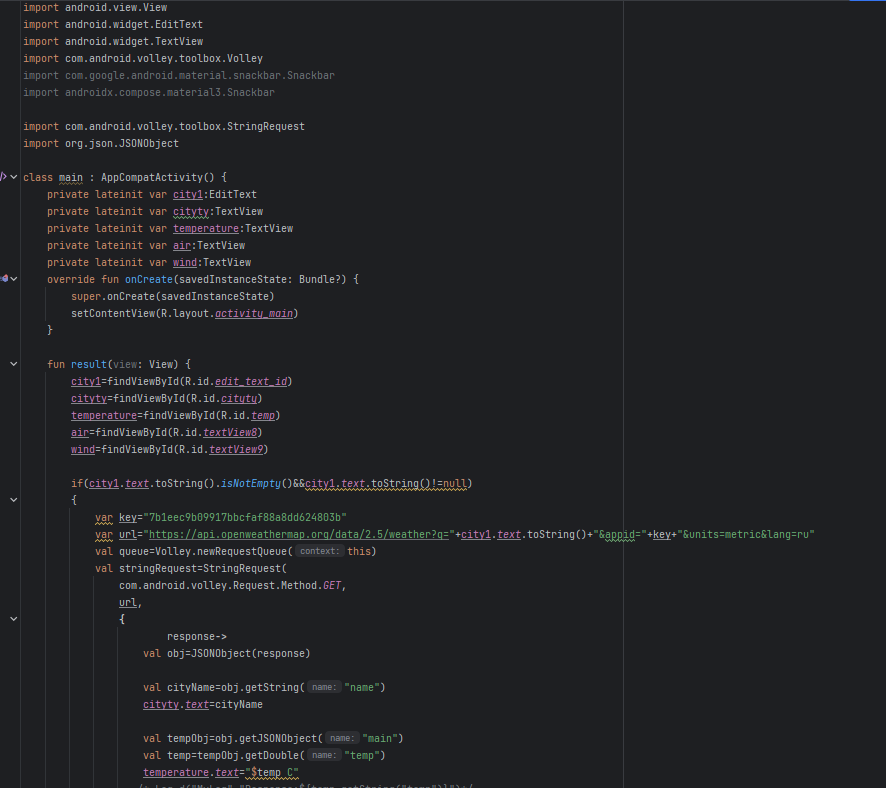 import android.view.View
import android.widget.EditText
import android.widget.TextView
import com.android.volley.toolbox.Volley
import com.google.android.material.snackbar.Snackbar
import androidx.compose.material3.Snackbar
import com.android.volley.toolbox.StringRequest
import org.json.JSONObject
class main : AppCompatActivity() {
private lateinit var city1:EditText
private lateinit var cityty:TextView
private lateinit var temperature:TextView
private lateinit var air:TextView
private lateinit var wind:TextView
override fun onCreate(savedInstanceState: Bundle?) {
super.onCreate(savedInstanceState)
setContentView(R.layout.activity_main)
}
fun result(view: View) {
city1=findViewById(R.id.edit_text_id)
cityty=findViewById(R.id.cityty)
temperature=findViewById(R.id.temp)
air=findViewById(R.id.textView8)
wind=findViewById(R.id.textView9)
if(city1.text.toString().isNotEmpty()&&city1.text.toString()!=null)
{
var key="7b1eec9b09917bbcfaf88a8dd624803b"
var url="https://api.openweathermap.org/data/2.5/weather?q="+city1.text.toString()+"&appid="+key+"&units=metric&lang=ru"
val queue=Volley.newRequestQueue( context: this)
val stringRequest=StringRequest(
com.android.volley.Request.Method.GET,
url,
{
response->
val obj=JSONObject(response)
val cityName=obj.getString( name: "name")
cityty.text=cityName
val tempObj=obj.getJSONObject( name: "main")
val temp=tempObj.getDouble( name: "temp")
temperature.text="$temp C"